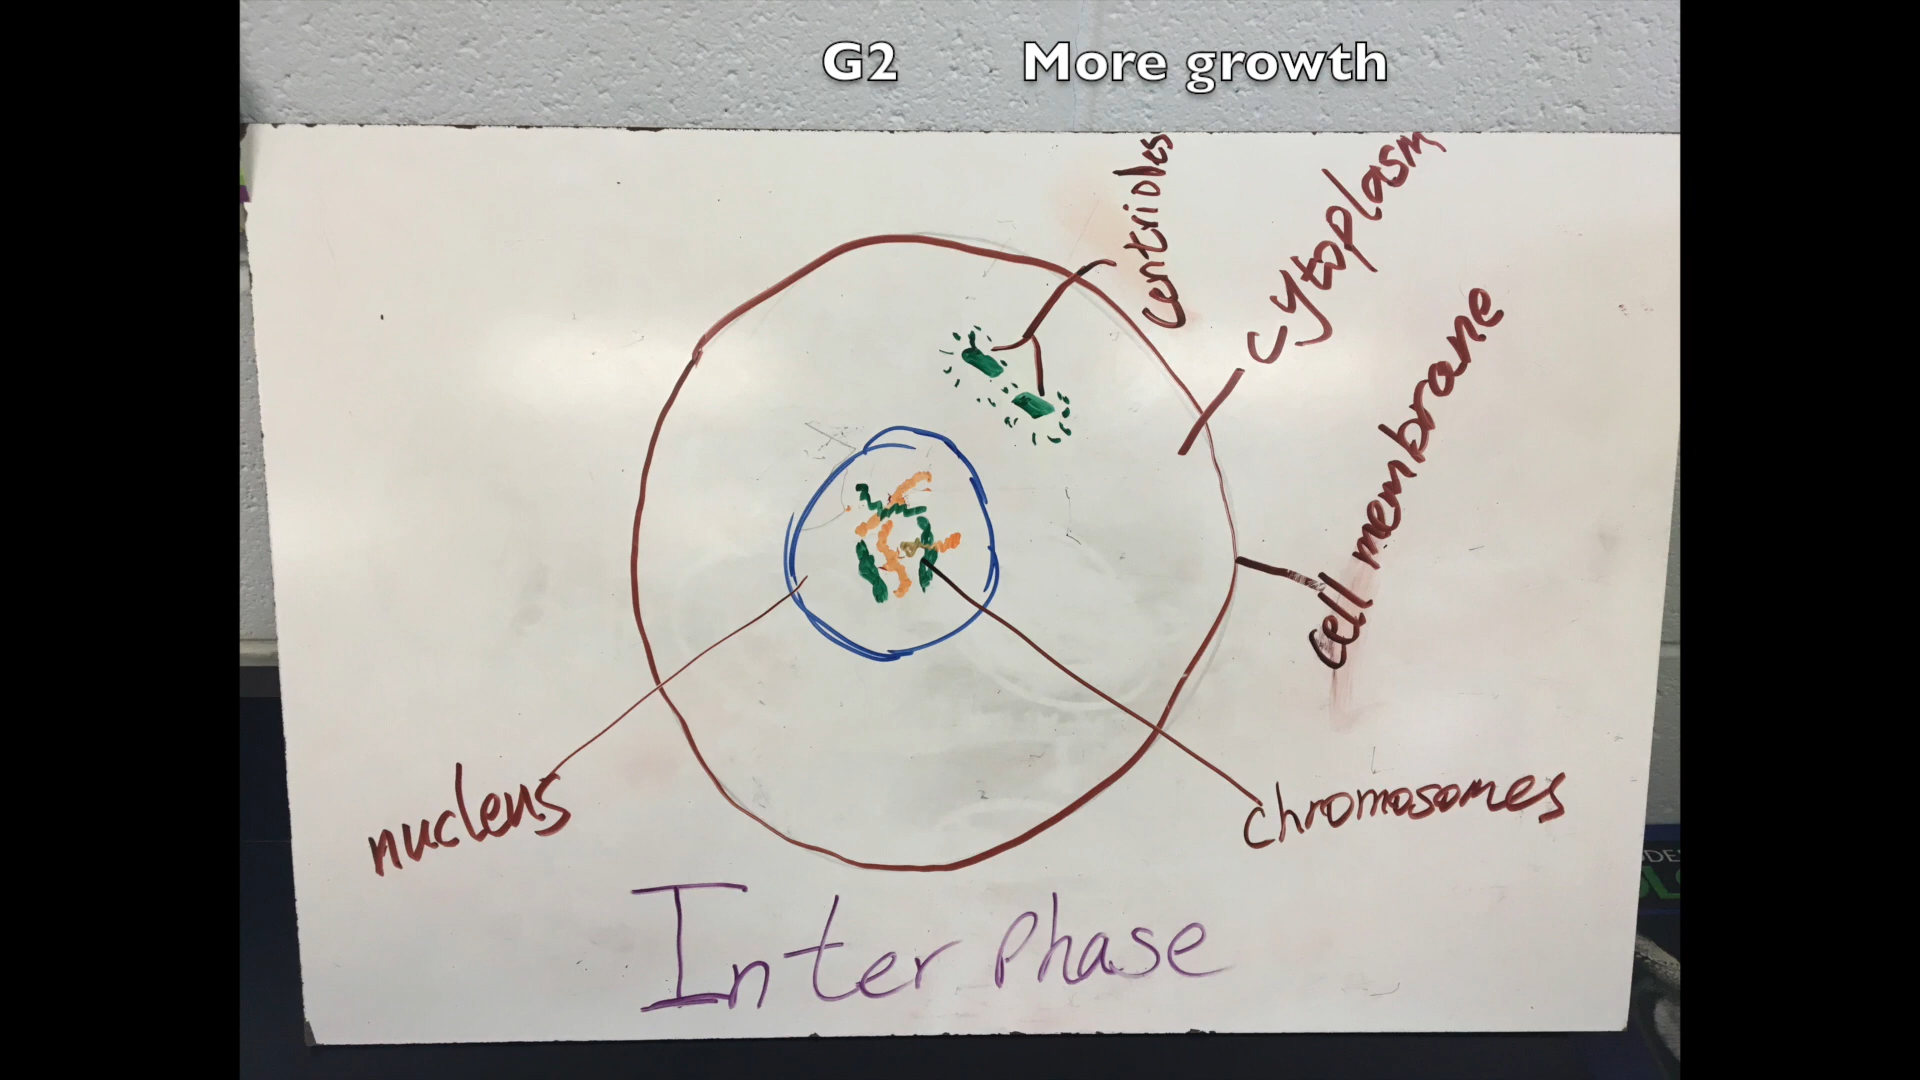 G2 More growth
centrioles
cytoplasm
cell membrane
nucleus
chromosomes
Inter Phase